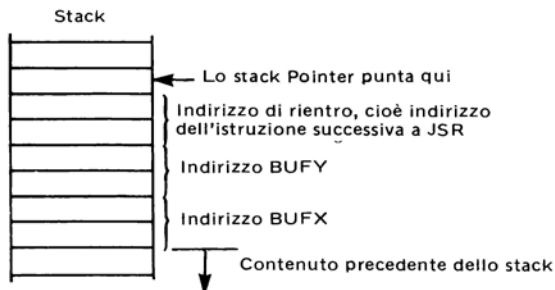 Stack
Lo stack Pointer punta qui
Indirizzo di rientro, cioè indirizzo
dell'istruzione successiva a JSR
Indirizzo BUFY
Indirizzo BUFX
Contenuto precedente dello stack